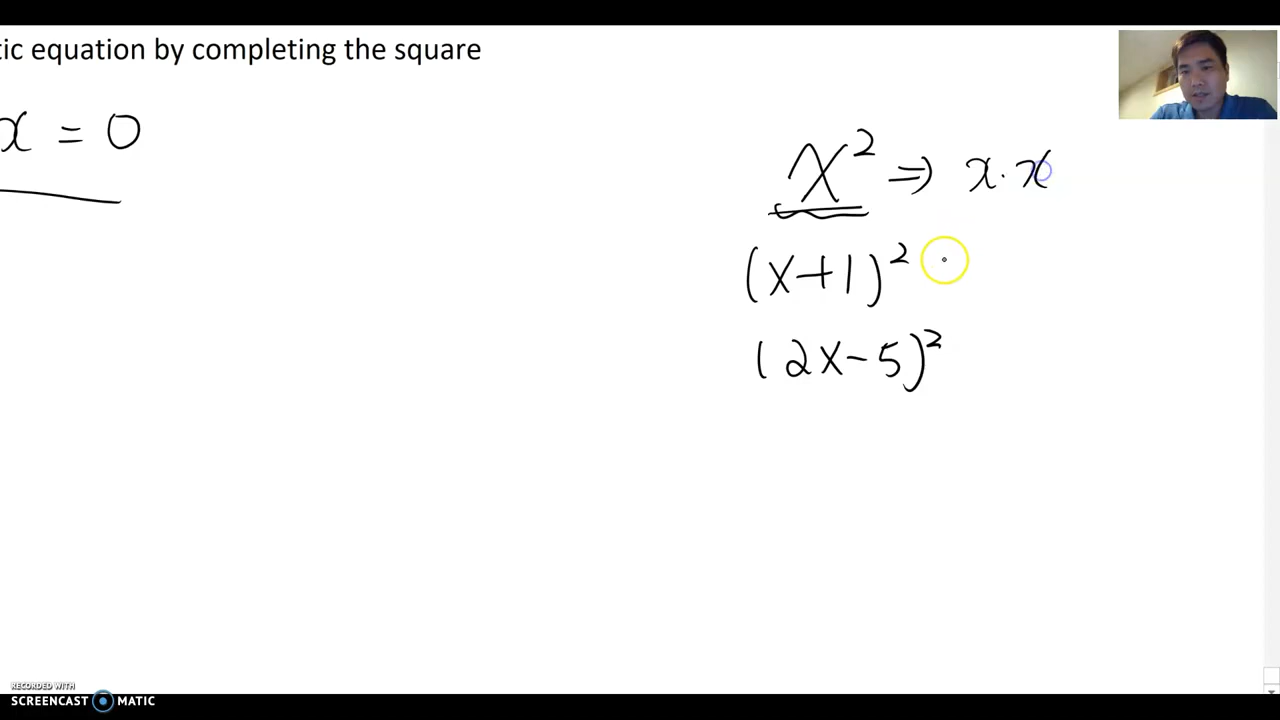 tic equation by completing the square
x = 0
x² ⇒ x · x
(x+1)²
(2x-5)²
RECORDED WITH
SCREENCAST MATIC